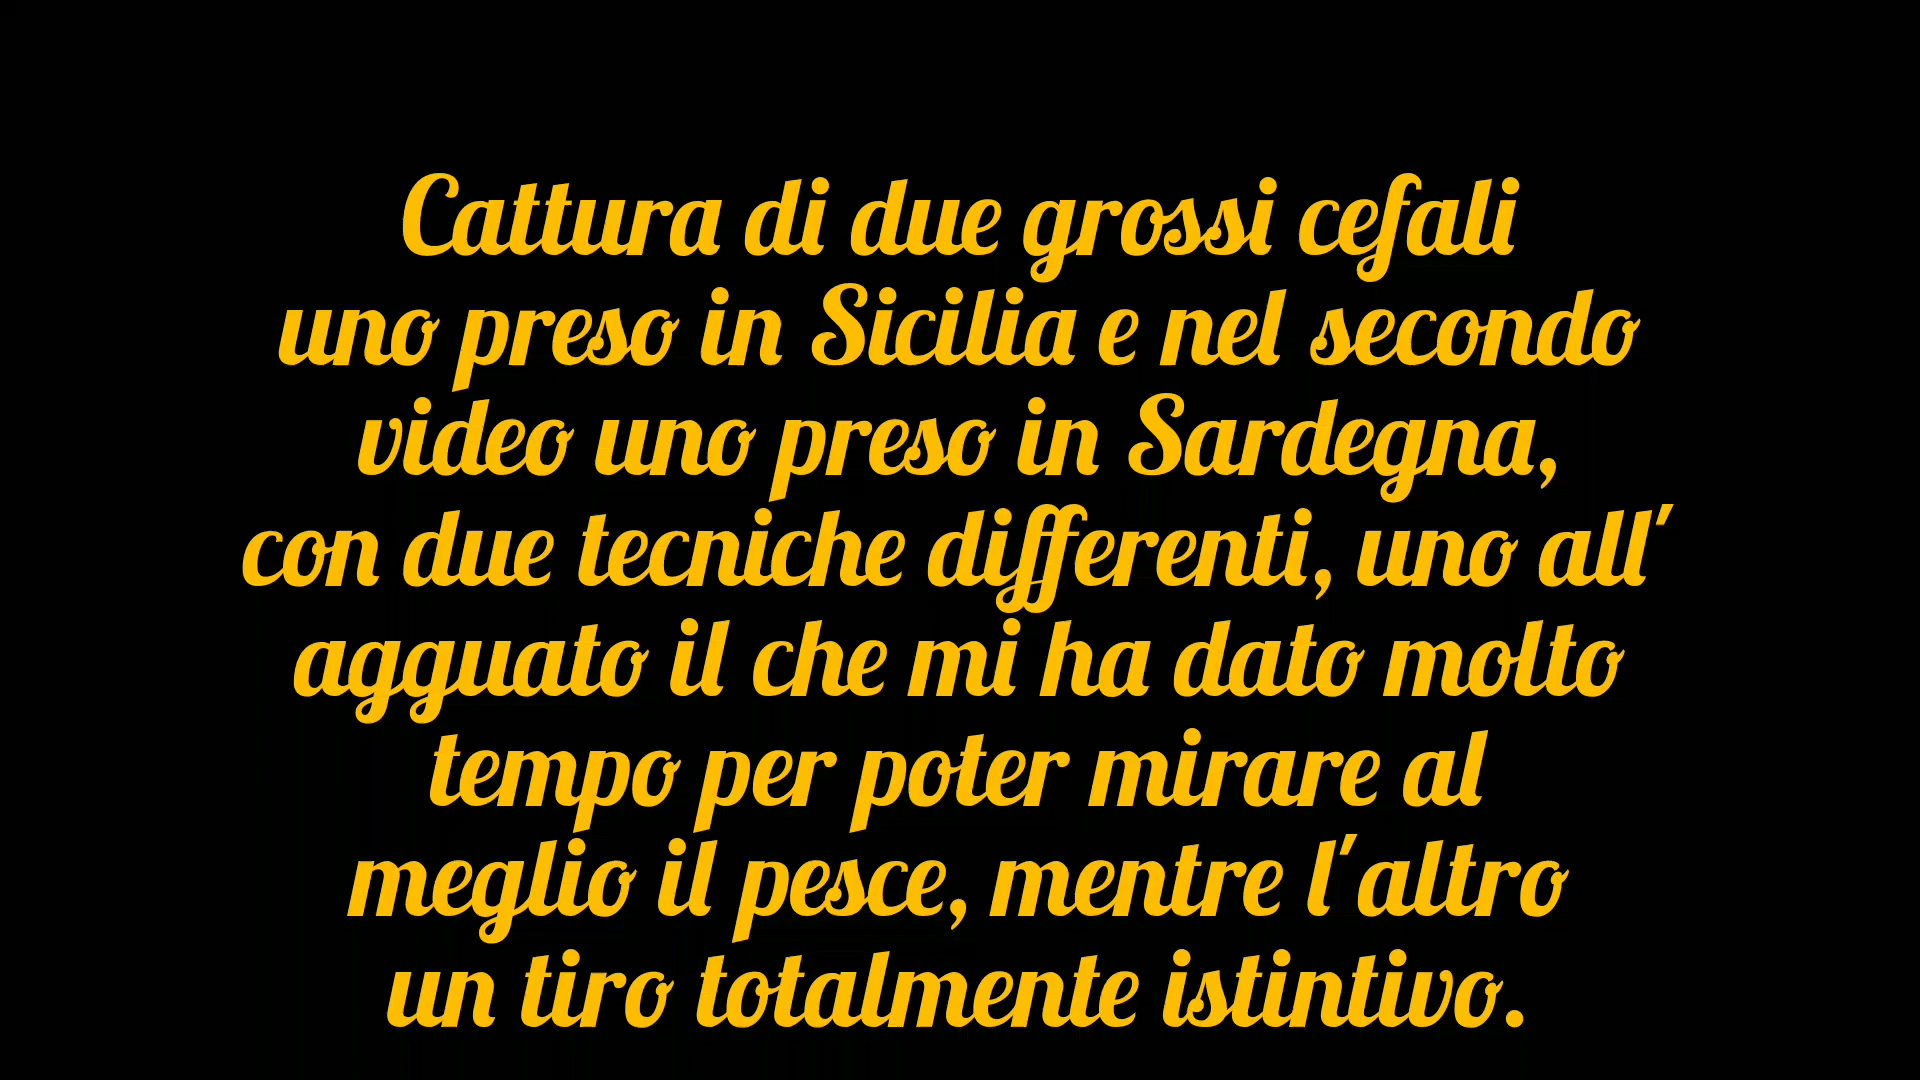 Cattura di due grossi cefali
uno preso in Sicilia e nel secondo
video uno preso in Sardegna,
con due tecniche differenti, uno all'
agguato il che mi ha dato molto
tempo per poter mirare al
meglio il pesce, mentre l'altro
un tiro totalmente istintivo.